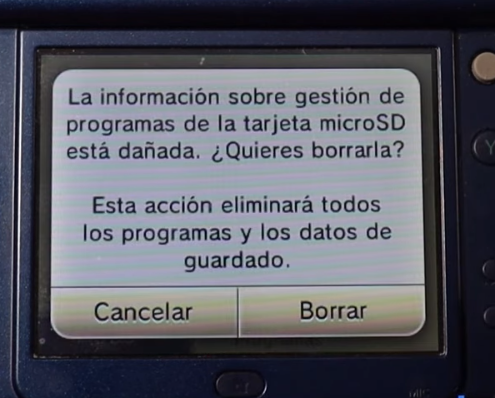 La información sobre gestión de
programas de la tarjeta microSD
está dañada. ¿Quieres borrarla?
Esta acción eliminará todos
los programas y los datos de
guardado.
Cancelar
Borrar
Y
MIC